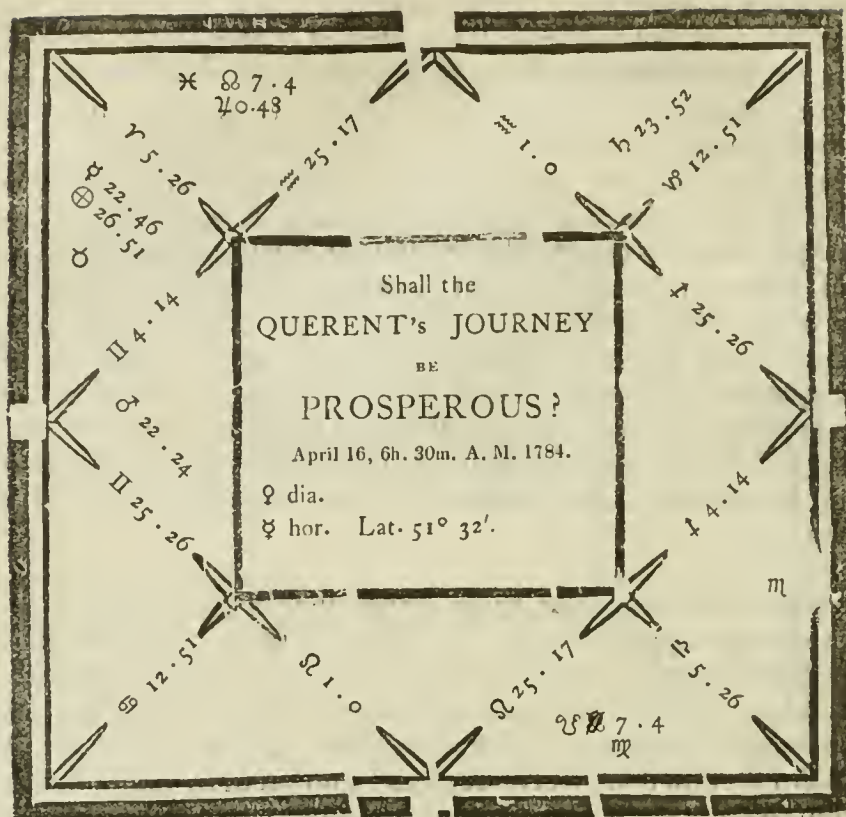 ♓ ☊ 7 . 4
♃ 0 . 48
♒ 25 . 17
♒ 1 . 0
♄ 23 . 52
♑ 12 . 51
♈ 5 . 26
☿ 22 . 46
⊗ 26 . 51
♉
♊ 4 . 14
♐ 25 . 26
Shall the
QUERENT's JOURNEY
BE
PROSPEROUS?
April 16, 6h. 30m. A. M. 1784.
♀ dia.
☿ hor. Lat. 51° 32′.
♂ 22 . 24
♊ 25 . 26
♐ 4 . 14
♏
♋ 12 . 51
♌ 1 . 0
♌ 25 . 17
♎ 5 . 26
☋ 7 . 4
♍